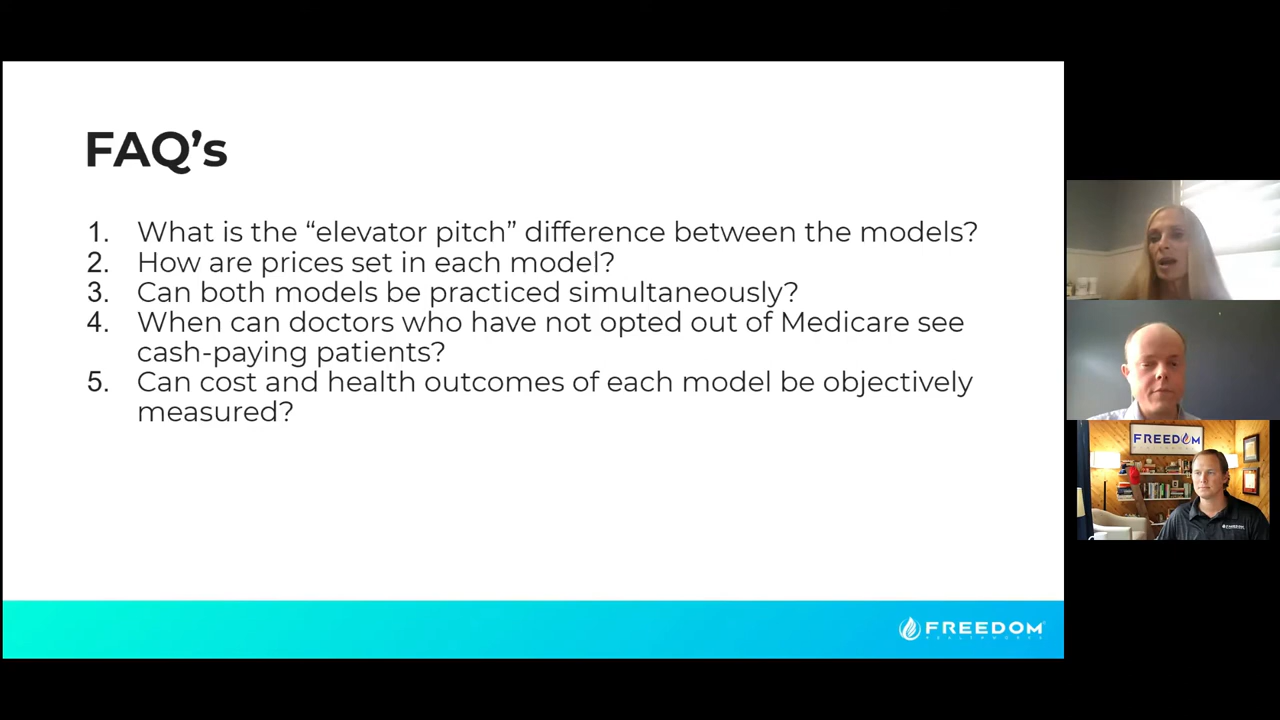 FAQ's
1. What is the “elevator pitch” difference between the models?
2. How are prices set in each model?
3. Can both models be practiced simultaneously?
4. When can doctors who have not opted out of Medicare see
cash-paying patients?
5. Can cost and health outcomes of each model be objectively
measured?
FREEDOM
HEALTHWORKS
FREEDOM
FREEDOM